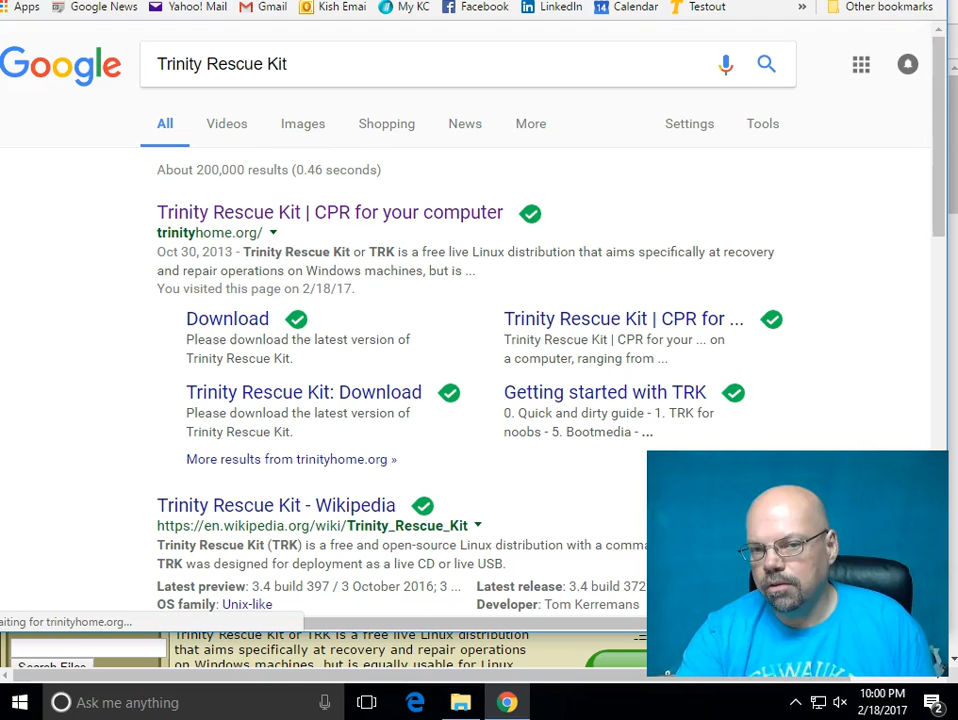 Apps Google News Yahoo! Mail Gmail Kish Emai My KC Facebook LinkedIn 14 Calendar Testout » Other bookmarks
Google
Trinity Rescue Kit
All Videos Images Shopping News More Settings Tools
About 200,000 results (0.46 seconds)
Trinity Rescue Kit | CPR for your computer
trinityhome.org/
Oct 30, 2013 - Trinity Rescue Kit or TRK is a free live Linux distribution that aims specifically at recovery
and repair operations on Windows machines, but is ...
You visited this page on 2/18/17.
Download
Please download the latest version of
Trinity Rescue Kit.
Trinity Rescue Kit | CPR for ...
Trinity Rescue Kit | CPR for your ... on
a computer, ranging from ...
Trinity Rescue Kit: Download
Please download the latest version of
Trinity Rescue Kit.
Getting started with TRK
0. Quick and dirty guide - 1. TRK for
noobs - 5. Bootmedia - ...
More results from trinityhome.org »
Trinity Rescue Kit - Wikipedia
https://en.wikipedia.org/wiki/Trinity_Rescue_Kit
Trinity Rescue Kit (TRK) is a free and open-source Linux distribution with a comma
TRK was designed for deployment as a live CD or live USB.
Latest preview: 3.4 build 397 / 3 October 2016; 3 ... Latest release: 3.4 build 372
OS family: Unix-like Developer: Tom Kerremans
aiting for trinityhome.org...
Trinity Rescue Kit or TRK is a free live Linux distribution
that aims specifically at recovery and repair operations
on Windows machines, but is equally usable for Linux
Search Files
Ask me anything
10:00 PM
2/18/2017
2